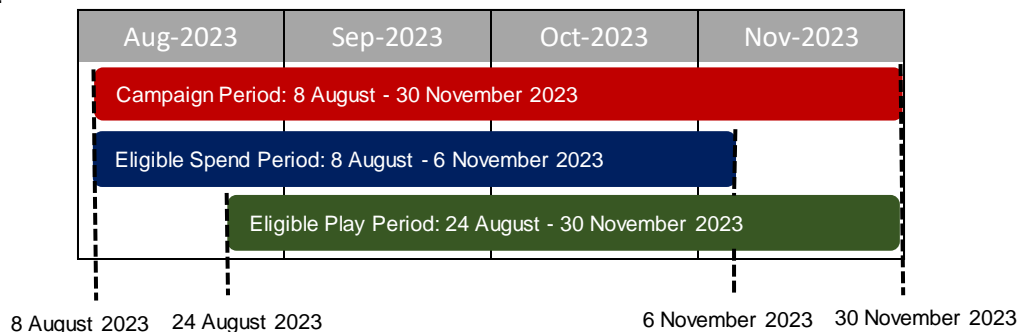 Aug-2023 Sep-2023 Oct-2023 Nov-2023
Campaign Period: 8 August - 30 November 2023
Eligible Spend Period: 8 August - 6 November 2023
Eligible Play Period: 24 August - 30 November 2023
8 August 2023 24 August 2023 6 November 2023 30 November 2023